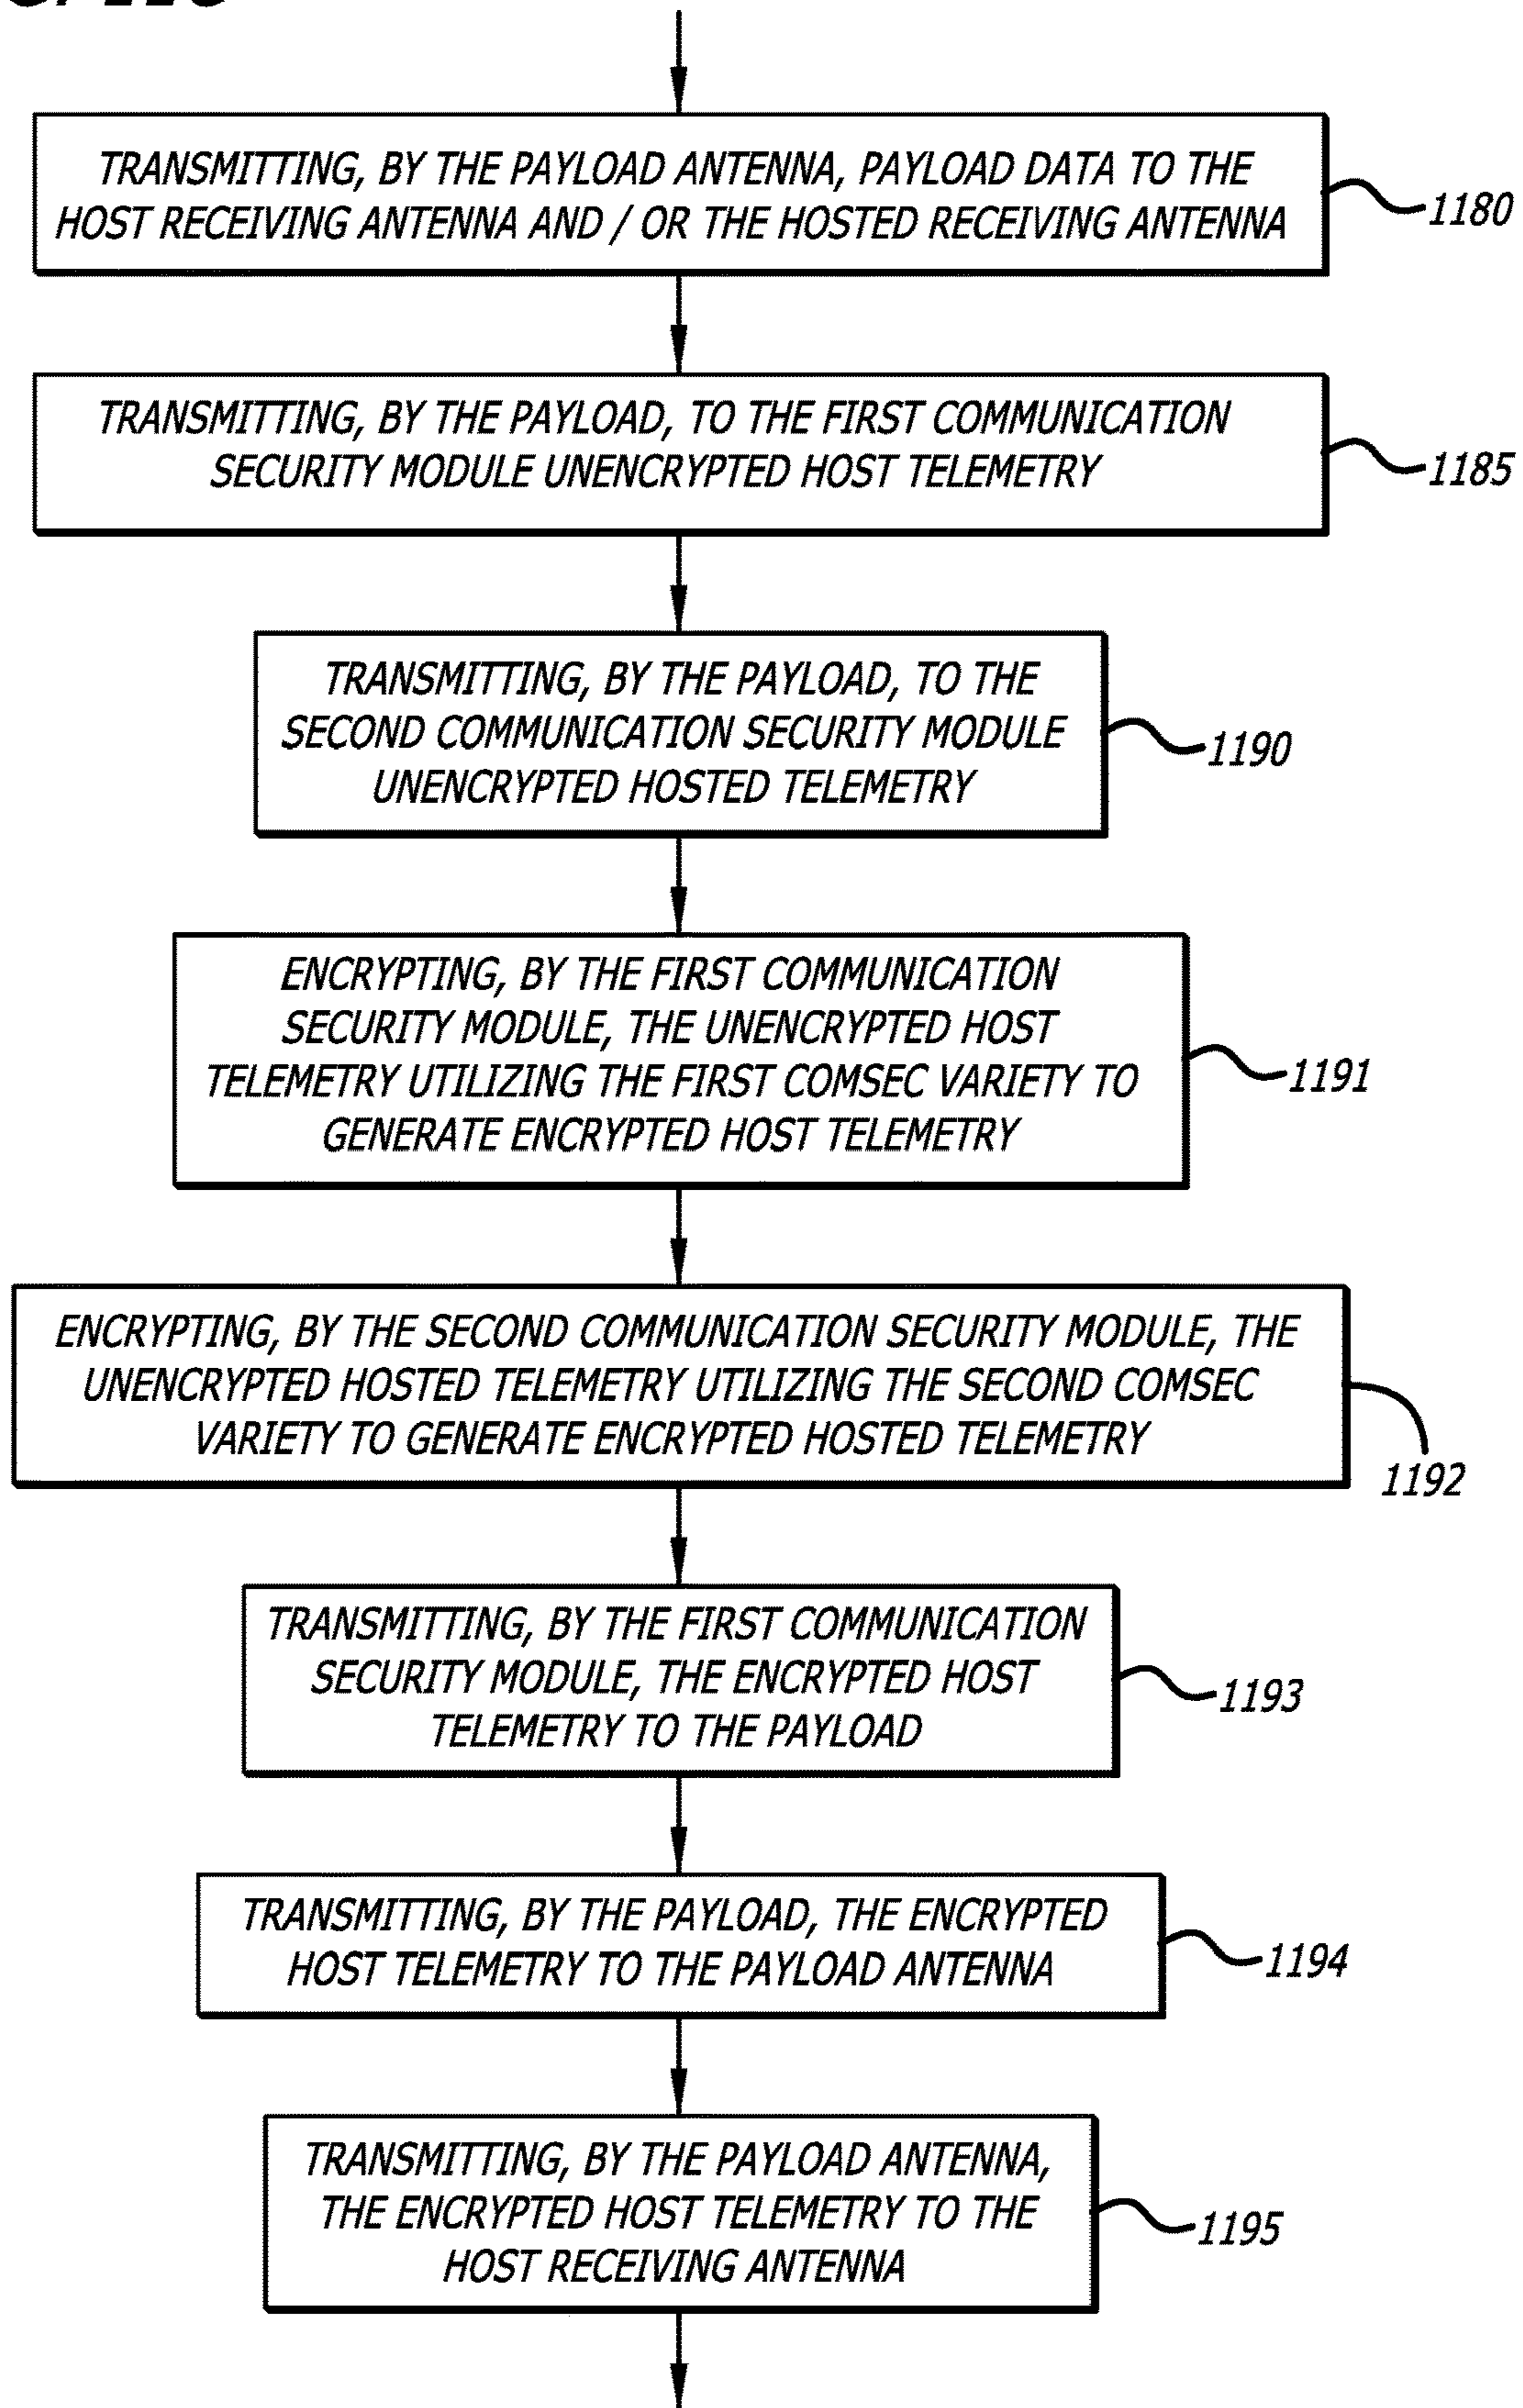 TRANSMITTING, BY THE PAYLOAD ANTENNA, PAYLOAD DATA TO THE
HOST RECEIVING ANTENNA AND / OR THE HOSTED RECEIVING ANTENNA
1180
TRANSMITTING, BY THE PAYLOAD, TO THE FIRST COMMUNICATION
SECURITY MODULE UNENCRYPTED HOST TELEMETRY
1185
TRANSMITTING, BY THE PAYLOAD, TO THE
SECOND COMMUNICATION SECURITY MODULE
UNENCRYPTED HOSTED TELEMETRY
1190
ENCRYPTING, BY THE FIRST COMMUNICATION
SECURITY MODULE, THE UNENCRYPTED HOST
TELEMETRY UTILIZING THE FIRST COMSEC VARIETY TO
GENERATE ENCRYPTED HOST TELEMETRY
1191
ENCRYPTING, BY THE SECOND COMMUNICATION SECURITY MODULE, THE
UNENCRYPTED HOSTED TELEMETRY UTILIZING THE SECOND COMSEC
VARIETY TO GENERATE ENCRYPTED HOSTED TELEMETRY
1192
TRANSMITTING, BY THE FIRST COMMUNICATION
SECURITY MODULE, THE ENCRYPTED HOST
TELEMETRY TO THE PAYLOAD
1193
TRANSMITTING, BY THE PAYLOAD, THE ENCRYPTED
HOST TELEMETRY TO THE PAYLOAD ANTENNA
1194
TRANSMITTING, BY THE PAYLOAD ANTENNA,
THE ENCRYPTED HOST TELEMETRY TO THE
HOST RECEIVING ANTENNA
1195